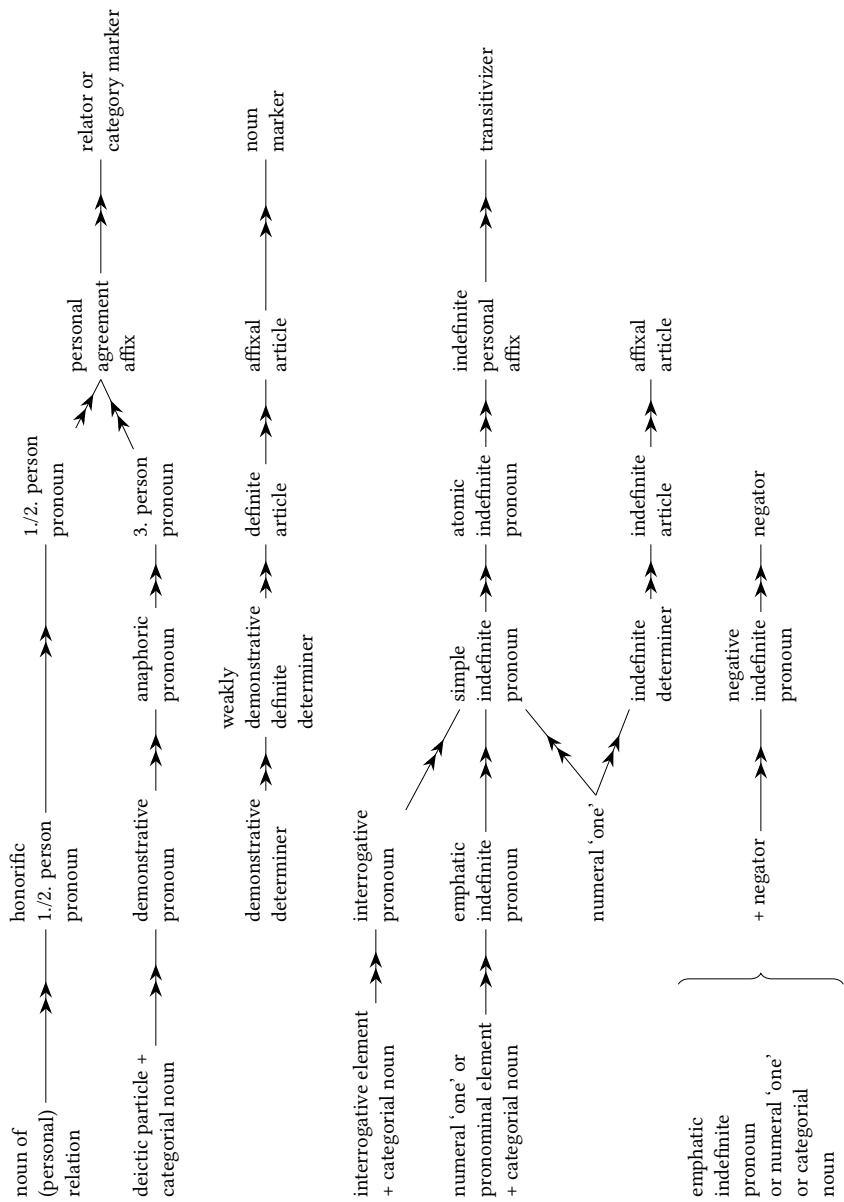 noun of
(personal)
relation
honorific
1./2. person
pronoun
1./2. person
pronoun
personal
agreement
affix
relator or
category marker
deictic particle +
categorial noun
demonstrative
pronoun
anaphoric
pronoun
3. person
pronoun
demonstrative
determiner
weakly
demonstrative
definite
determiner
definite
article
affixal
article
noun
marker
interrogative element
+ categorial noun
interrogative
pronoun
numeral ‘one’ or
pronominal element
+ categorial noun
emphatic
indefinite
pronoun
simple
indefinite
pronoun
atomic
indefinite
pronoun
indefinite
personal
affix
transitivizer
numeral ‘one’
indefinite
determiner
indefinite
article
affixal
article
emphatic
indefinite
pronoun
or numeral ‘one’
or categorial
noun
+ negator
negative
indefinite
pronoun
negator